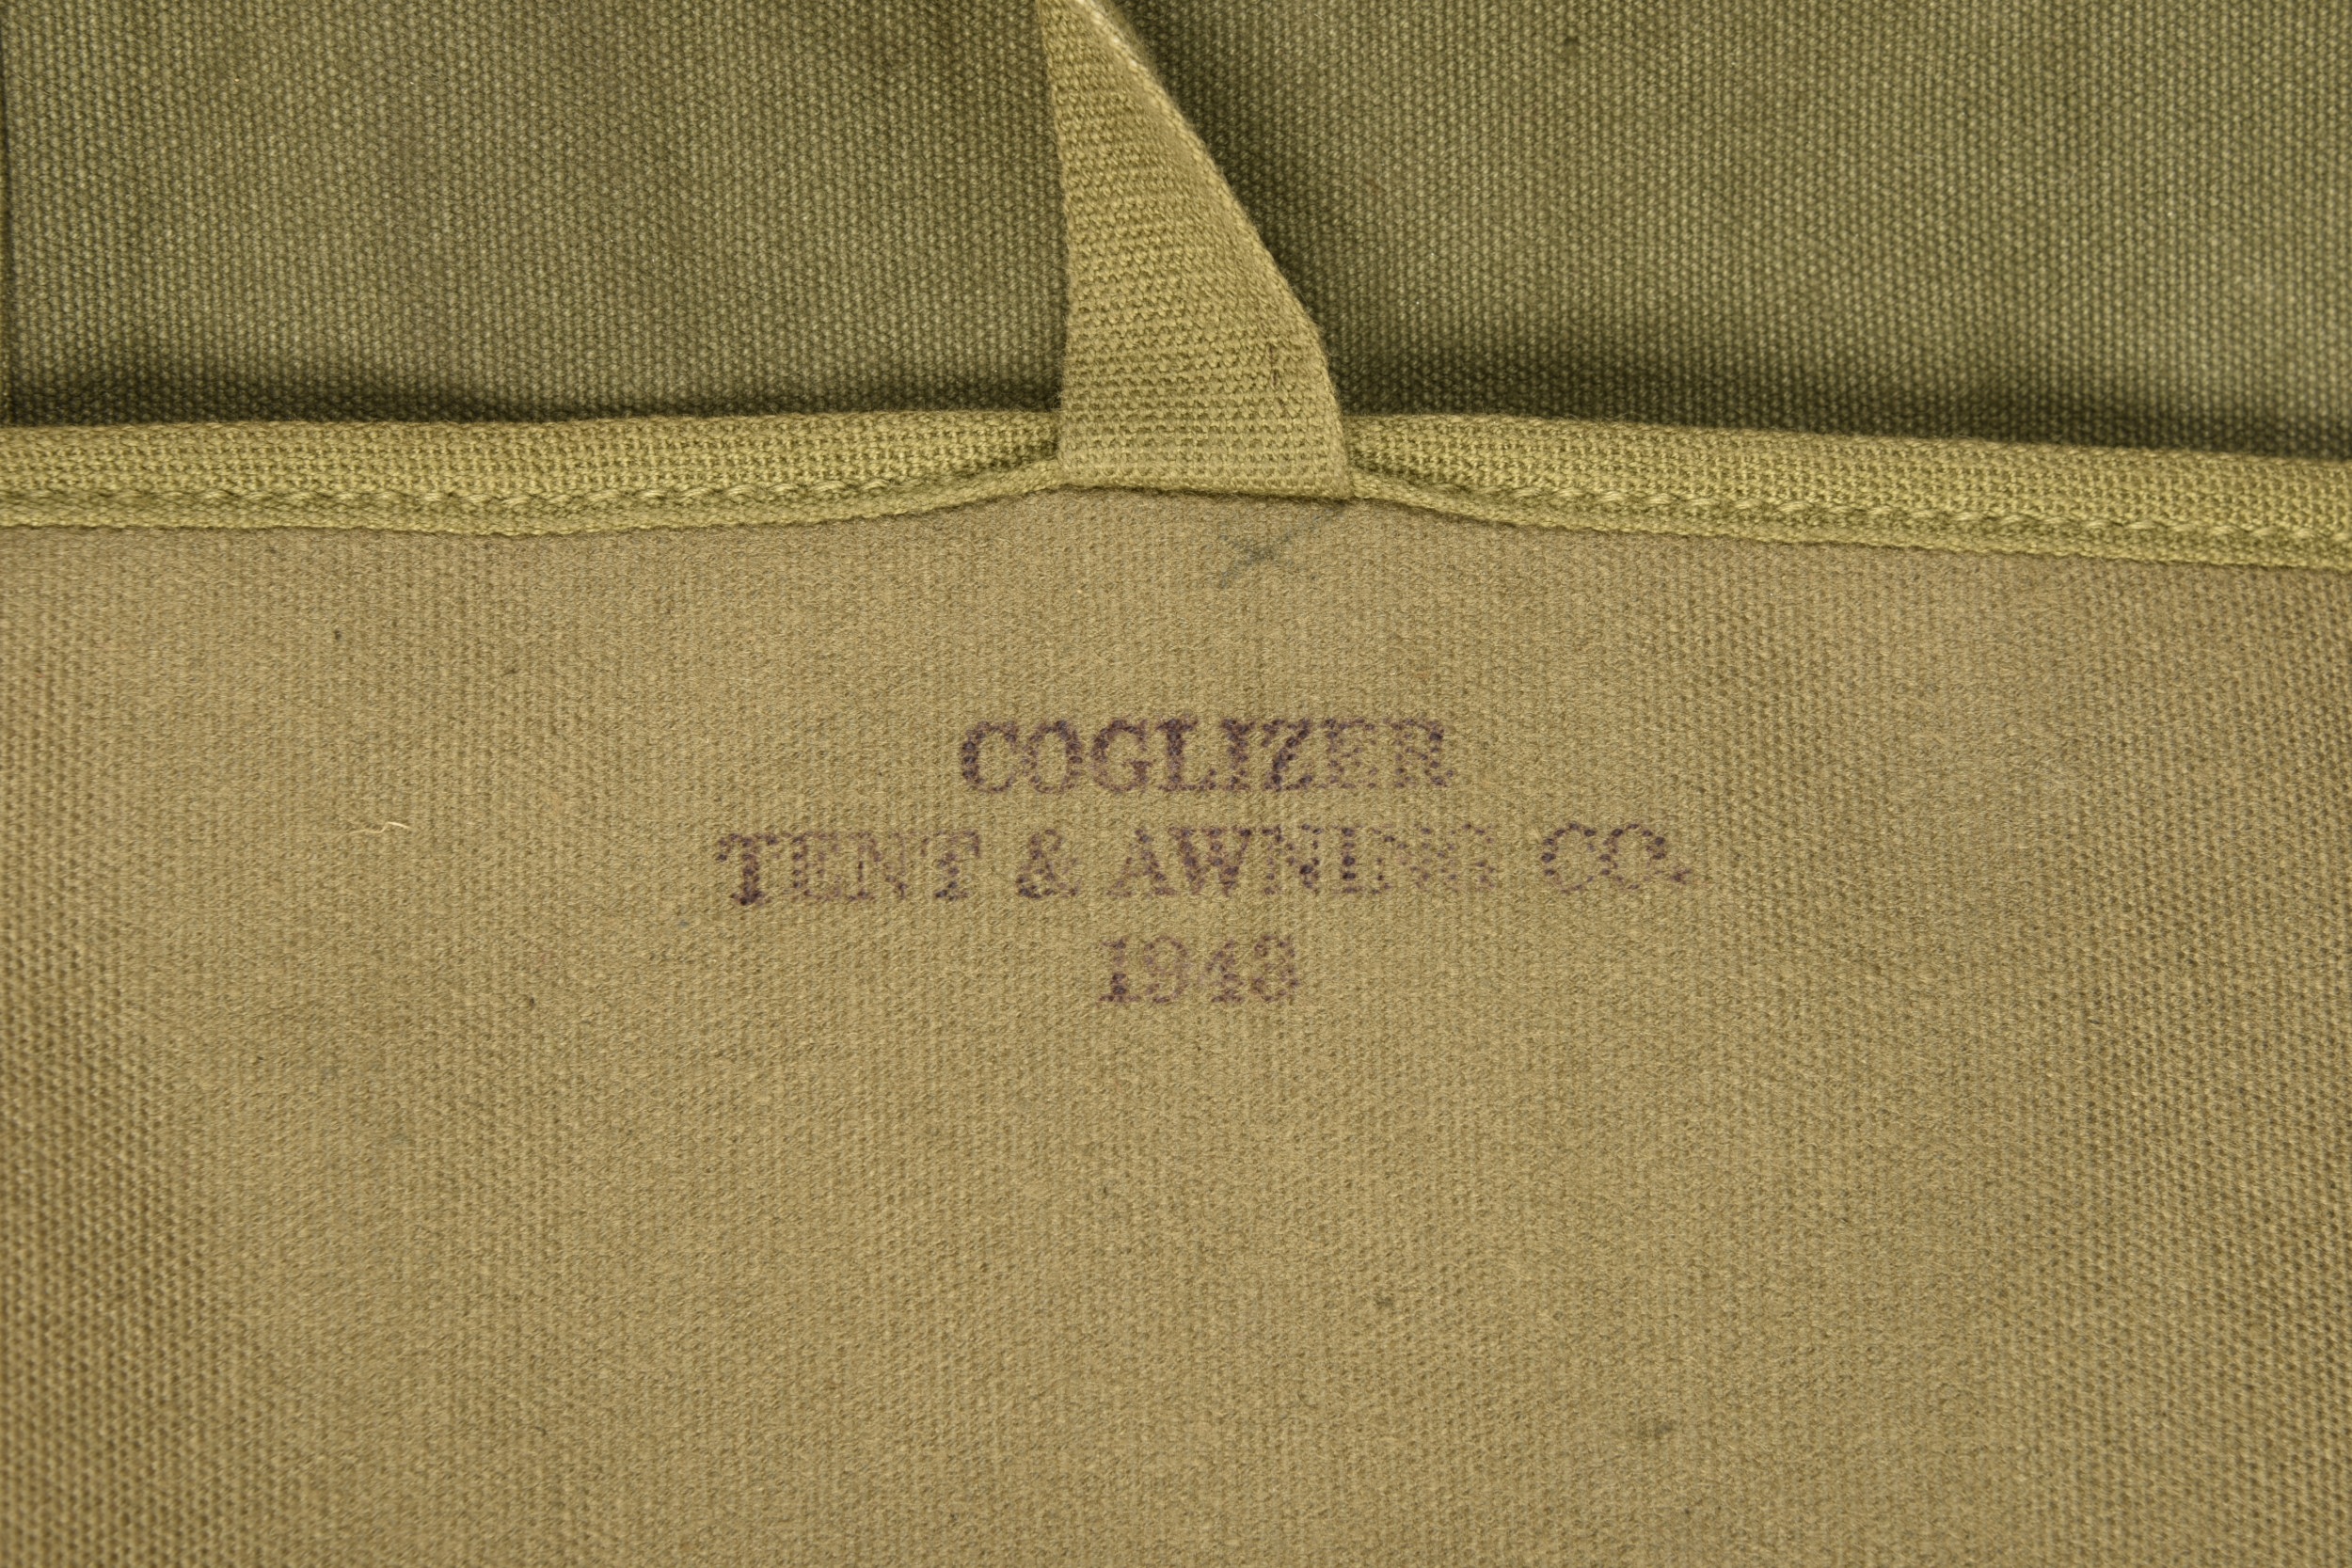 COGLIZER
TENT & AWNING CO.
1943